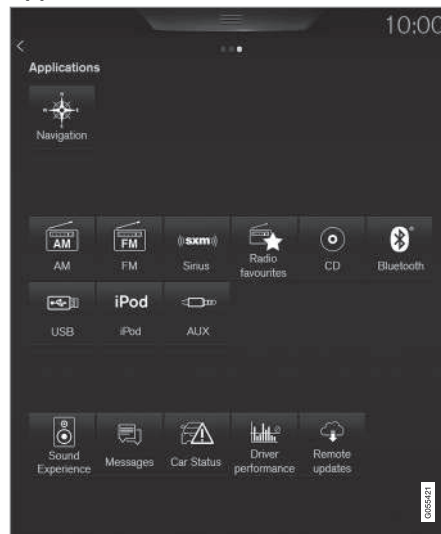 10:00
Applications
Navigation
AM
FM
((sxm))
AM
FM
Sirius
Radio
favourites
CD
Bluetooth
iPod
USB
iPod
AUX
Sound
Experience
Messages
Car Status
Driver
performance
Remote
updates
G055421